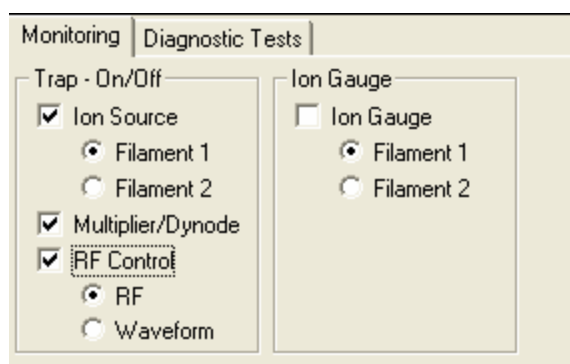 Monitoring
Diagnostic Tests
Trap - On/Off
Ion Source
Filament 1
Filament 2
Multiplier/Dynode
RF Control
RF
Waveform
Ion Gauge
Ion Gauge
Filament 1
Filament 2